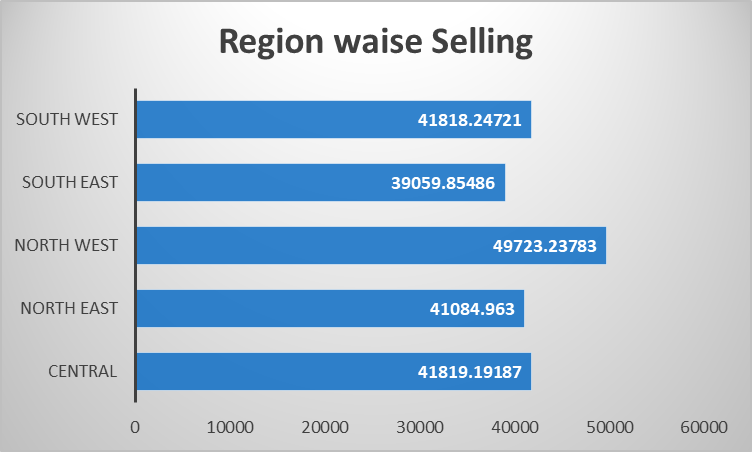 Region waise Selling
SOUTH WEST
41818.24721
SOUTH EAST
39059.85486
NORTH WEST
49723.23783
NORTH EAST
41084.963
CENTRAL
41819.19187
0 10000 20000 30000 40000 50000 60000